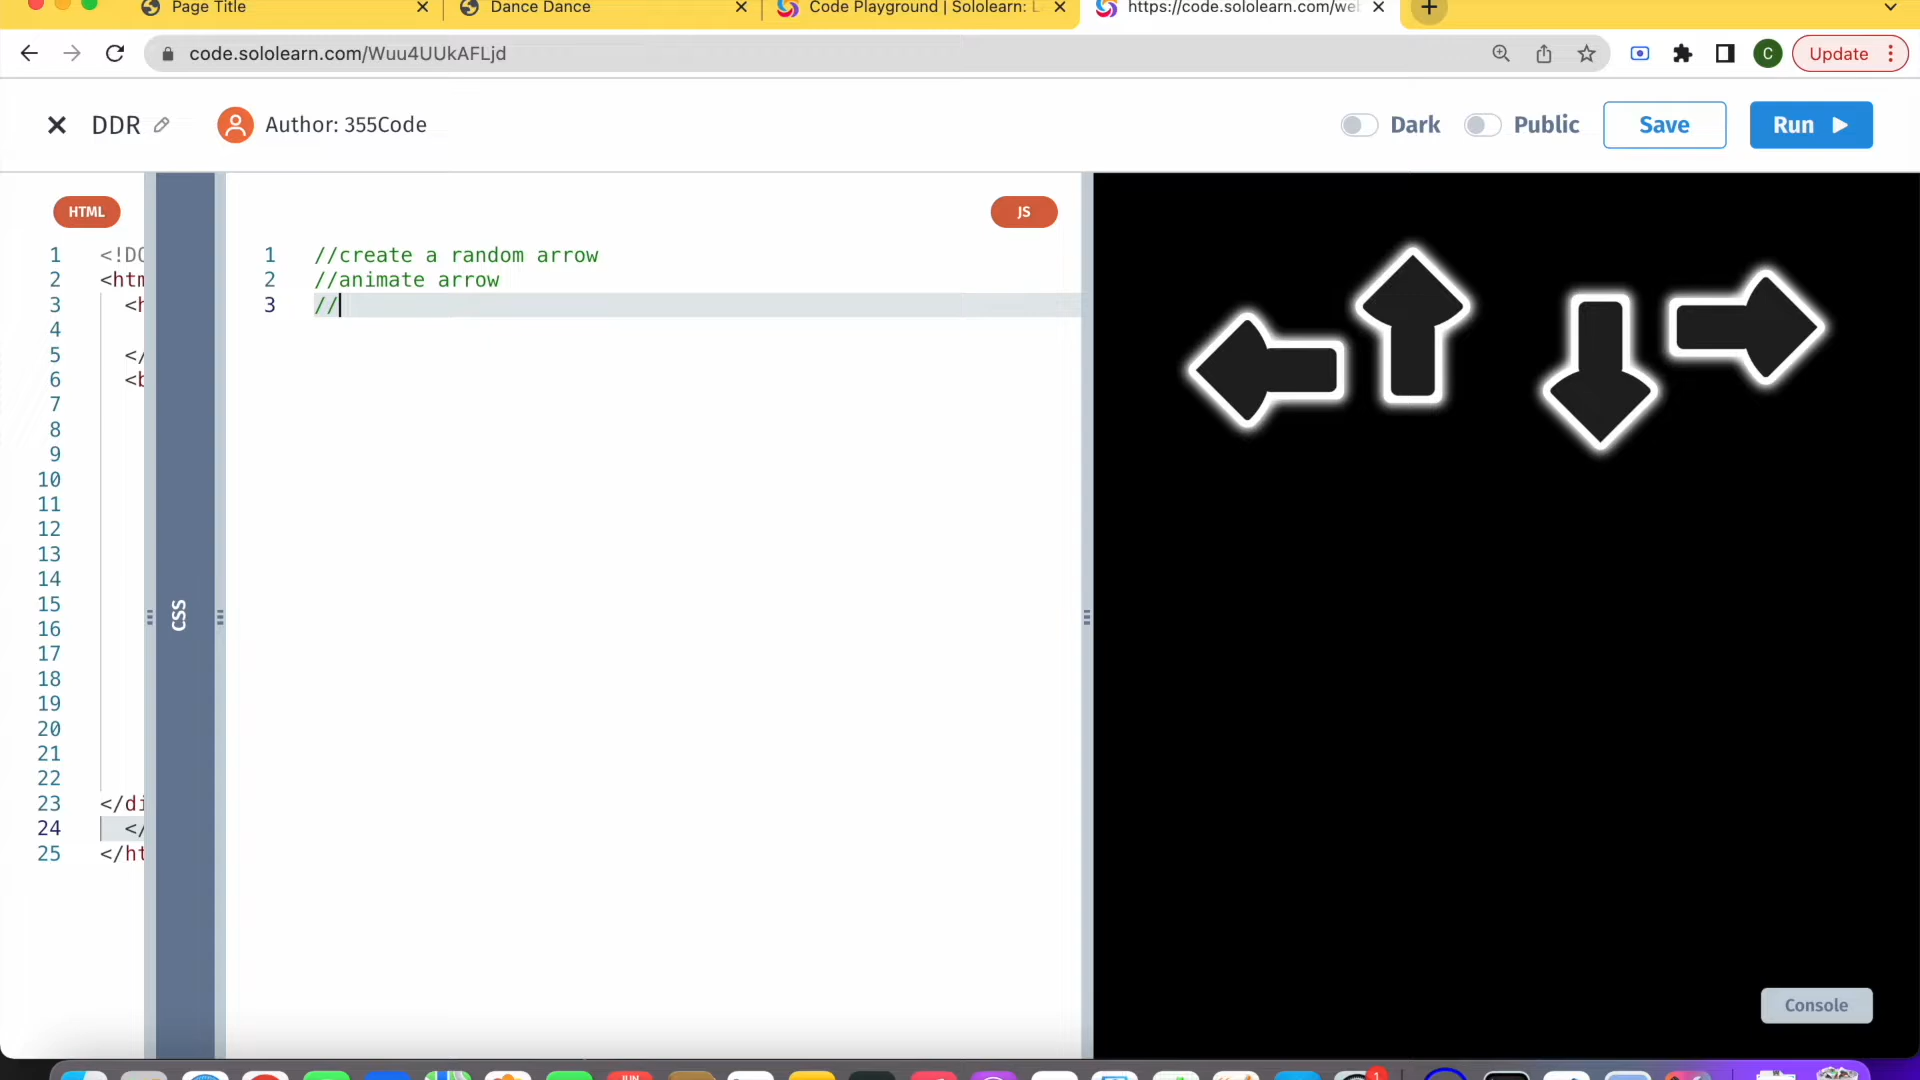 Page Title
Dance Dance
Code Playground | Sololearn: L
https://code.sololearn.com/we
code.sololearn.com/Wuu4UUkAFLjd
C
Update
DDR
Author: 355Code
Dark
Public
Save
Run
HTML
1 <!DO
2 <htm
3 <h
4
5 </
6 <b
7
8
9
10
11
12
13
14
15
16
17
18
19
20
21
22
23 </di
24 </
25 </ht
CSS
JS
1 //create a random arrow
2 //animate arrow
3 //
Console
JUN
1